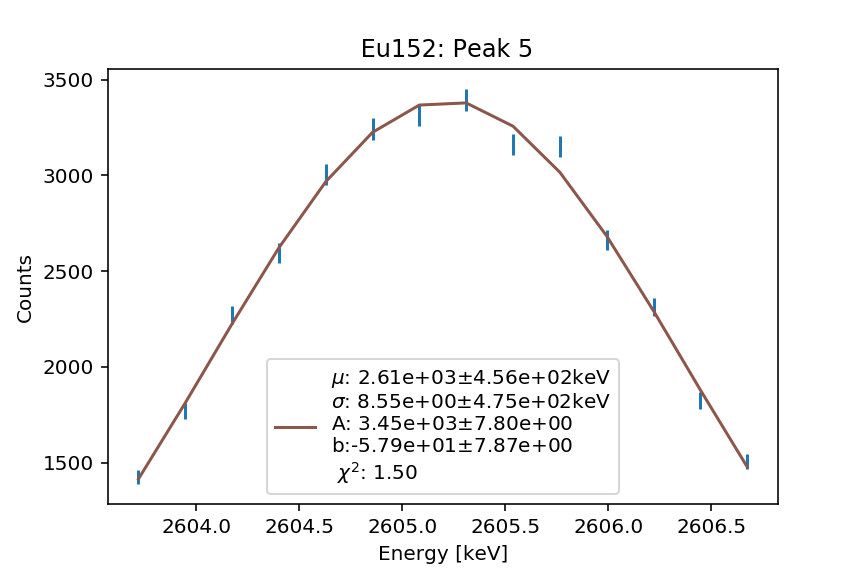 Eu152: Peak 5
3500
3000
2500
2000
1500
Counts
μ: 2.61e+03±4.56e+02keV
σ: 8.55e+00±4.75e+02keV
A: 3.45e+03±7.80e+00
b:-5.79e+01±7.87e+00
χ²: 1.50
2604.0 2604.5 2605.0 2605.5 2606.0 2606.5
Energy [keV]